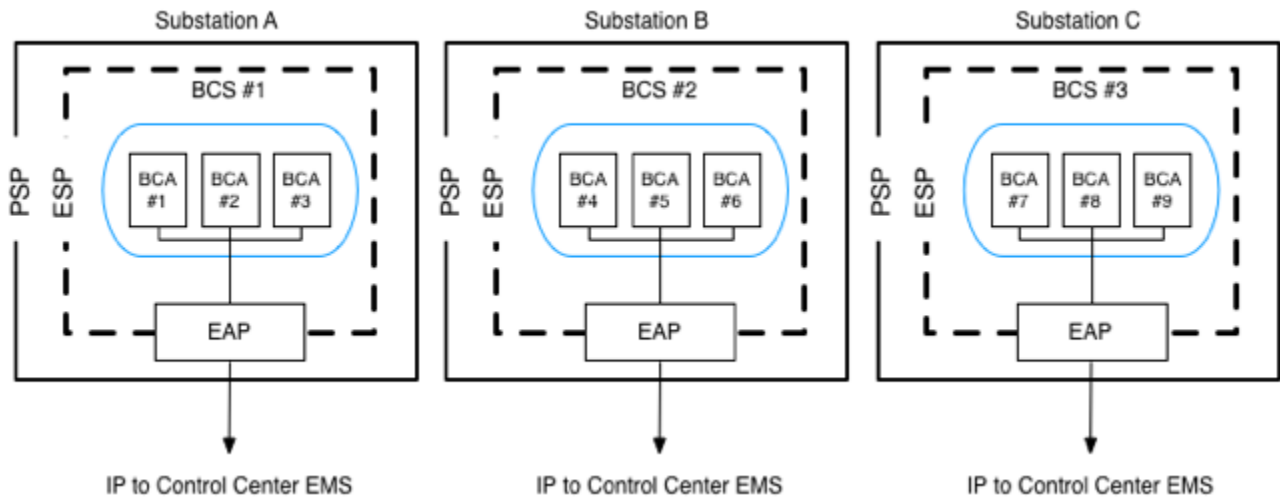 Substation A
Substation B
Substation C
BCS #1
BCS #2
BCS #3
PSP
ESP
BCA
#1
BCA
#2
BCA
#3
PSP
ESP
BCA
#4
BCA
#5
BCA
#6
PSP
ESP
BCA
#7
BCA
#8
BCA
#9
EAP
EAP
EAP
IP to Control Center EMS
IP to Control Center EMS
IP to Control Center EMS